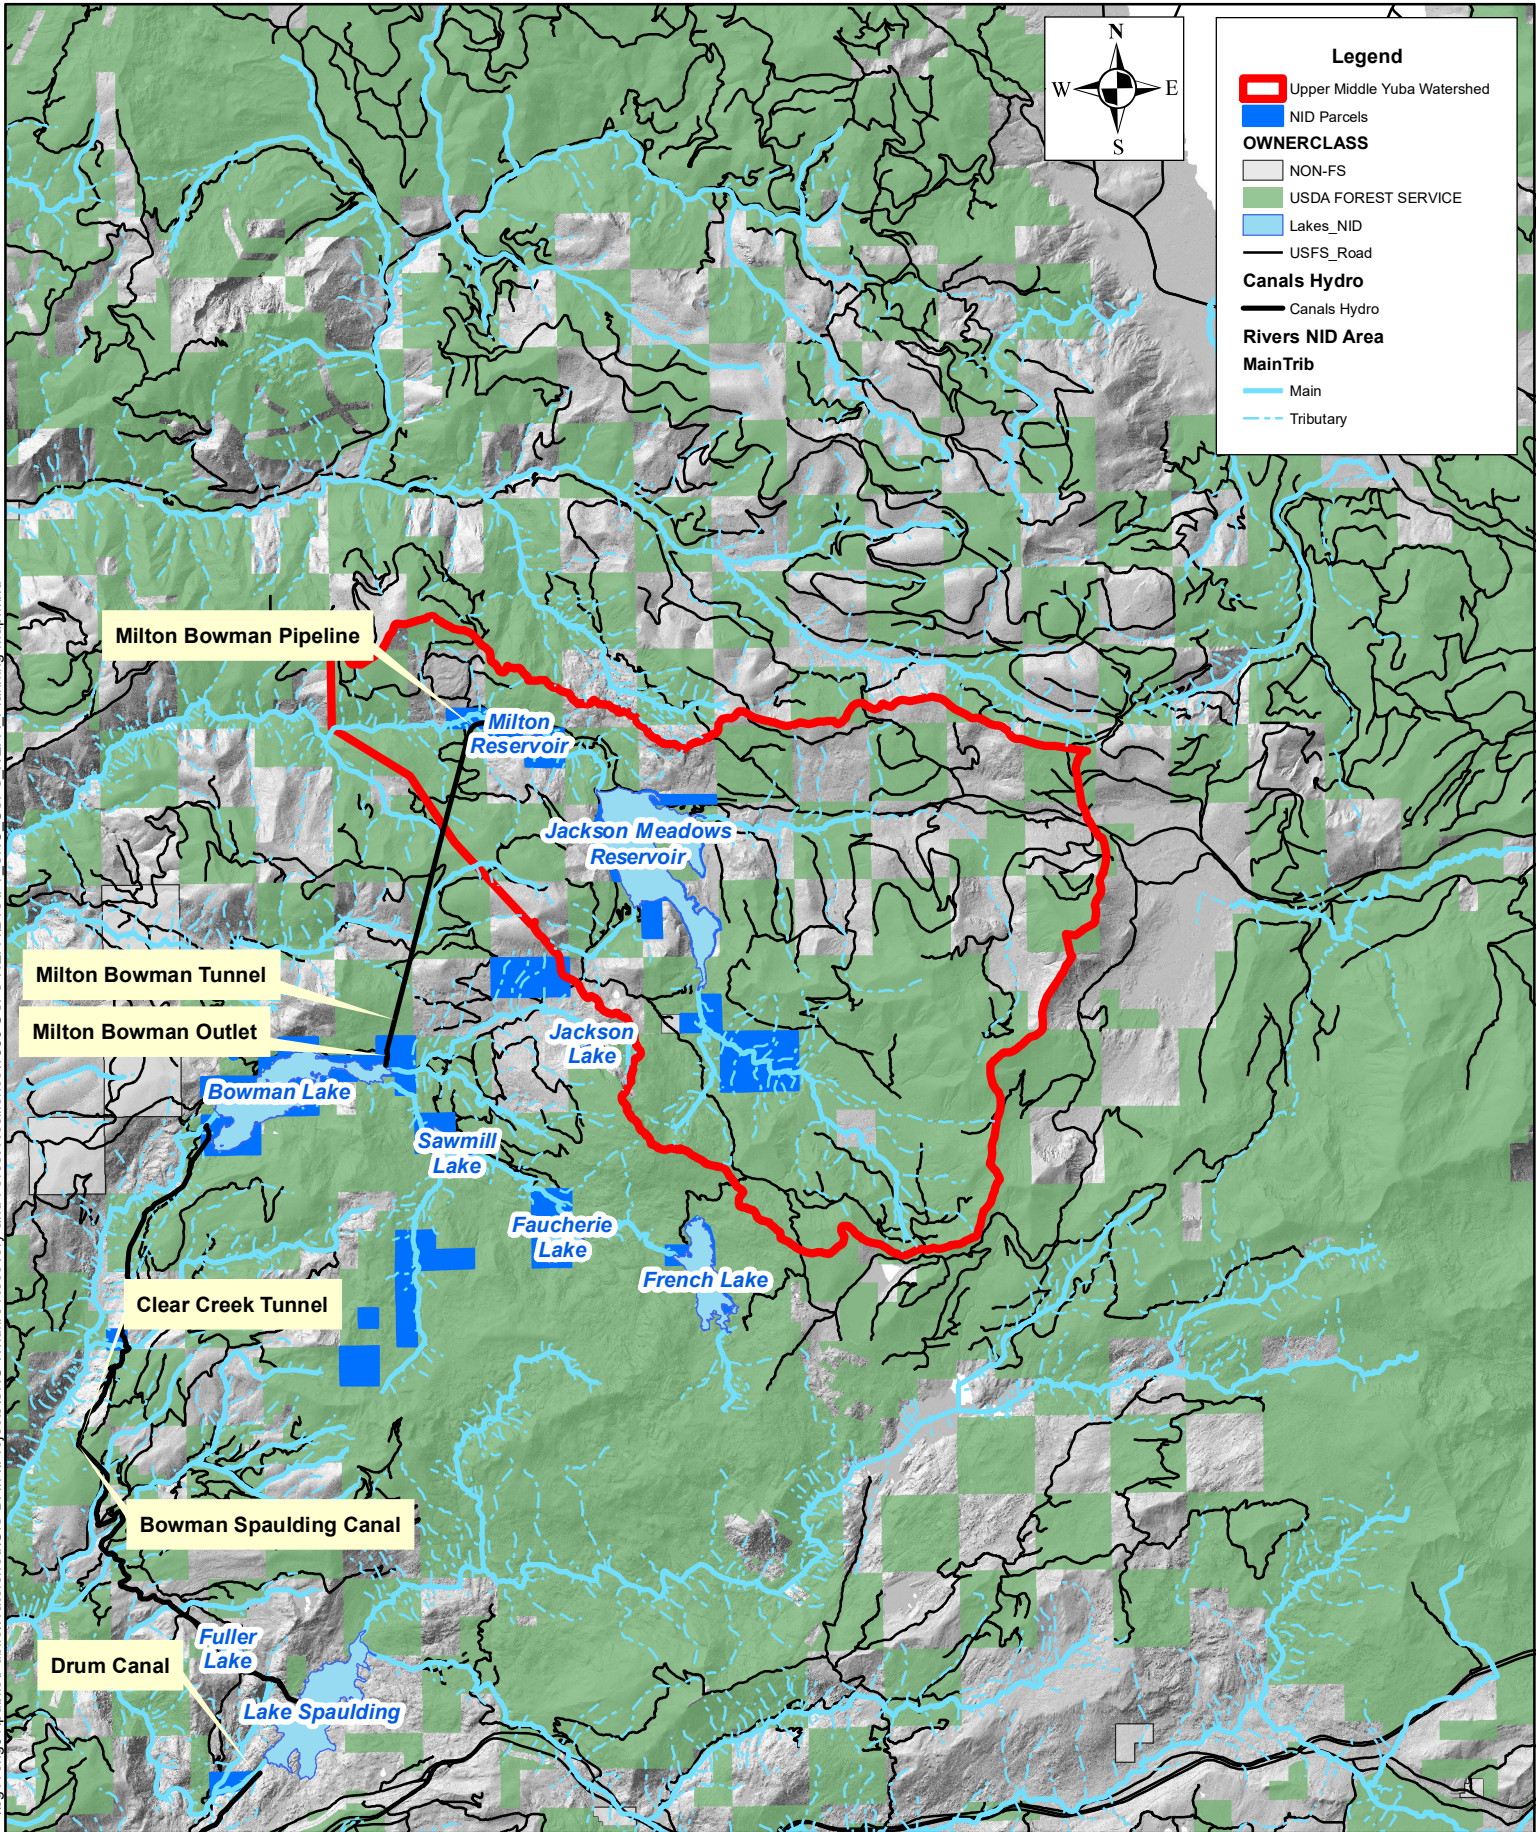 N
W
E
S
Legend
Upper Middle Yuba Watershed
NID Parcels
OWNERCLASS
NON-FS
USDA FOREST SERVICE
Lakes_NID
USFS_Road
Canals Hydro
Canals Hydro
Rivers NID Area
MainTrib
Main
Tributary
Milton Bowman Pipeline
Milton
Reservoir
Jackson Meadows
Reservoir
Milton Bowman Tunnel
Milton Bowman Outlet
Jackson
Lake
Bowman Lake
Sawmill
Lake
Faucherie
Lake
French Lake
Clear Creek Tunnel
Bowman Spaulding Canal
Fuller
Lake
Drum Canal
Lake Spaulding